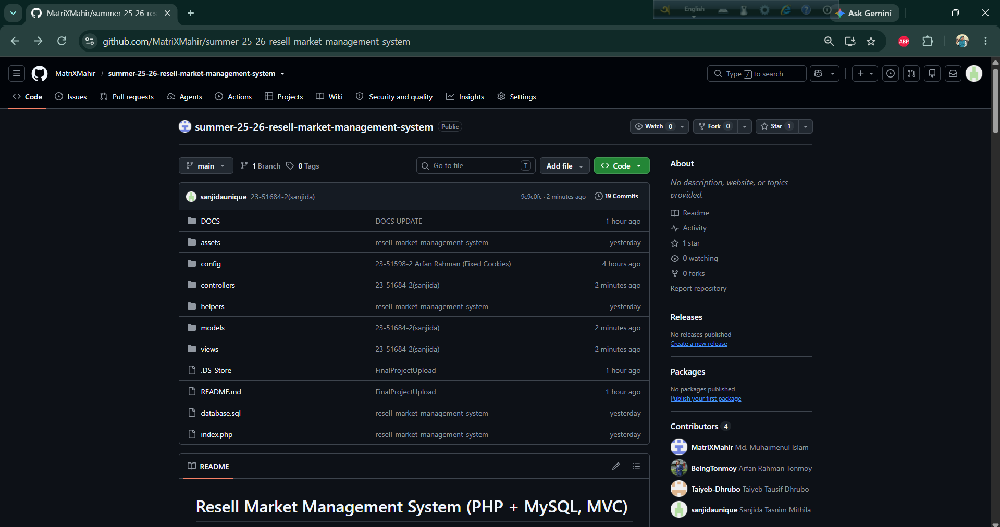 MatriXMahir/summer-25-26-res
English
Ask Gemini
github.com/MatriXMahir/summer-25-26-resell-market-management-system
ABP
MatriXMahir / summer-25-26-resell-market-management-system
Type / to search
Code Issues Pull requests Agents Actions Projects Wiki Security and quality Insights Settings
summer-25-26-resell-market-management-system Public
Watch 0 Fork 0 Star 1
main 1 Branch 0 Tags Go to file T Add file Code
sanjidaunique 23-51684-2(sanjida) 9c9c0fc · 2 minutes ago 19 Commits
DOCS DOCS UPDATE 1 hour ago
assets resell-market-management-system yesterday
config 23-51598-2 Arfan Rahman (Fixed Cookies) 4 hours ago
controllers 23-51684-2(sanjida) 2 minutes ago
helpers resell-market-management-system yesterday
models 23-51684-2(sanjida) 2 minutes ago
views 23-51684-2(sanjida) 2 minutes ago
.DS_Store FinalProjectUpload 1 hour ago
README.md FinalProjectUpload 1 hour ago
database.sql resell-market-management-system yesterday
index.php resell-market-management-system yesterday
README
Resell Market Management System (PHP + MySQL, MVC)
About
No description, website, or topics
provided.
Readme
Activity
1 star
0 watching
0 forks
Report repository
Releases
No releases published
Create a new release
Packages
No packages published
Publish your first package
Contributors 4
MatriXMahir Md. Muhaimenul Islam
BeingTonmoy Arfan Rahman Tonmoy
Taiyeb-Dhrubo Taiyeb Tausif Dhrubo
sanjidaunique Sanjida Tasnim Mithila